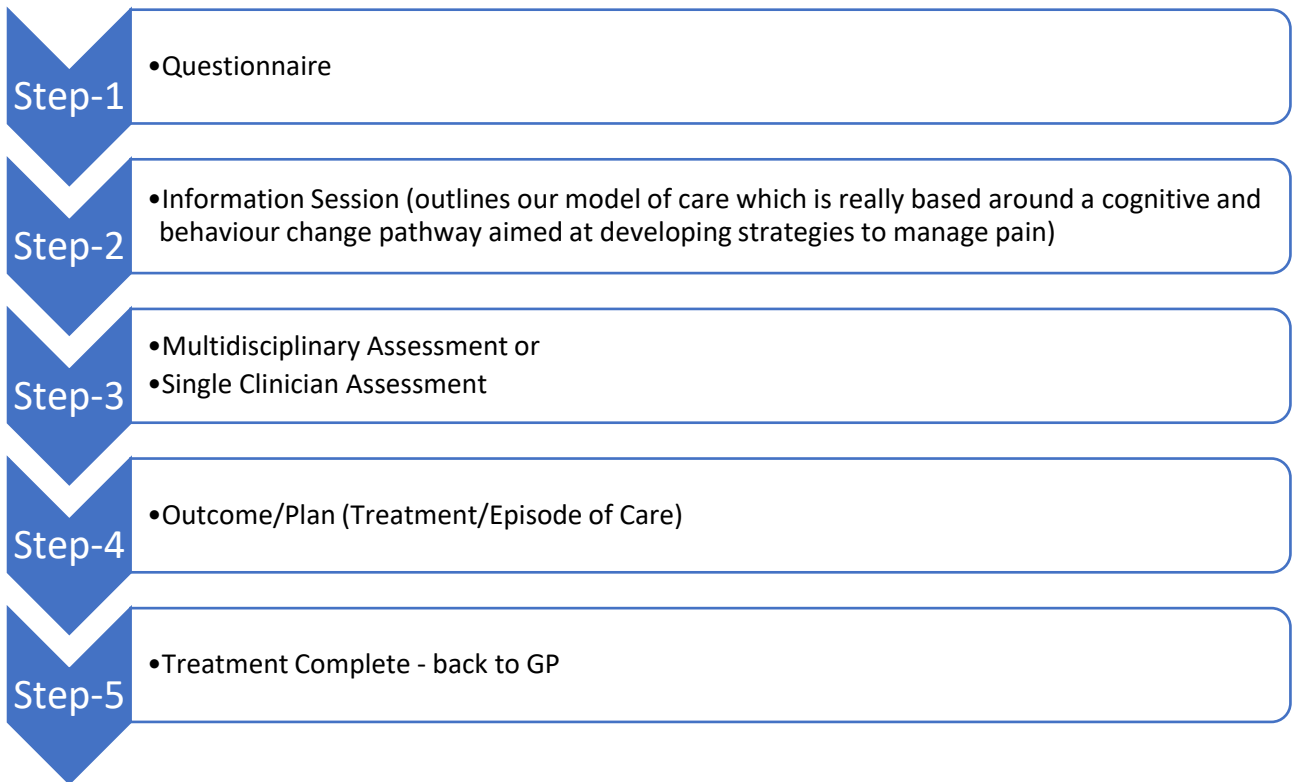 Step-1
•Questionnaire
Step-2
•Information Session (outlines our model of care which is really based around a cognitive and
behaviour change pathway aimed at developing strategies to manage pain)
Step-3
•Multidisciplinary Assessment or
•Single Clinician Assessment
Step-4
•Outcome/Plan (Treatment/Episode of Care)
Step-5
•Treatment Complete - back to GP